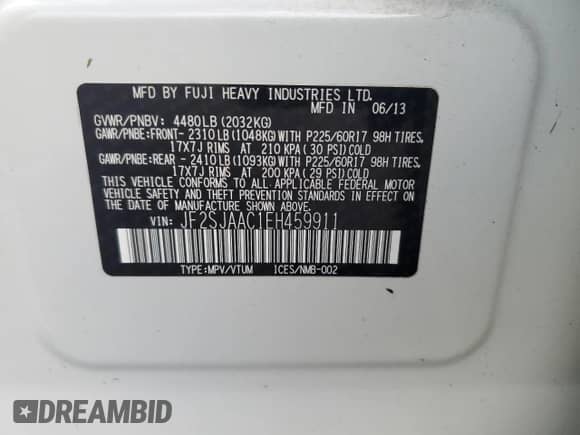 MFD BY FUJI HEAVY INDUSTRIES LTD.
MFD IN 06/13
GVWR/PNBV: 4480LB(2032KG)
GAWR/PNBE:FRONT- 2310LB(1048KG)WITH P225/60R17 98H TIRES,
17X7J RIMS AT 210 KPA( 30 PSI)COLD
GAWR/PNBE:REAR - 2410LB(1093KG)WITH P225/60R17 98H TIRES,
17X7J RIMS AT 200 KPA( 29 PSI)COLD
THIS VEHICLE CONFORMS TO ALL APPLICABLE FEDERAL MOTOR
VEHICLE SAFETY AND THEFT PREVENTION STANDARDS IN EFFECT ON
THE DATE OF MANUFACTURE SHOWN ABOVE.
VIN: JF2SJAAC1EH459911
TYPE:MPV/VTUM ICES/NMB-002
DREAMBID